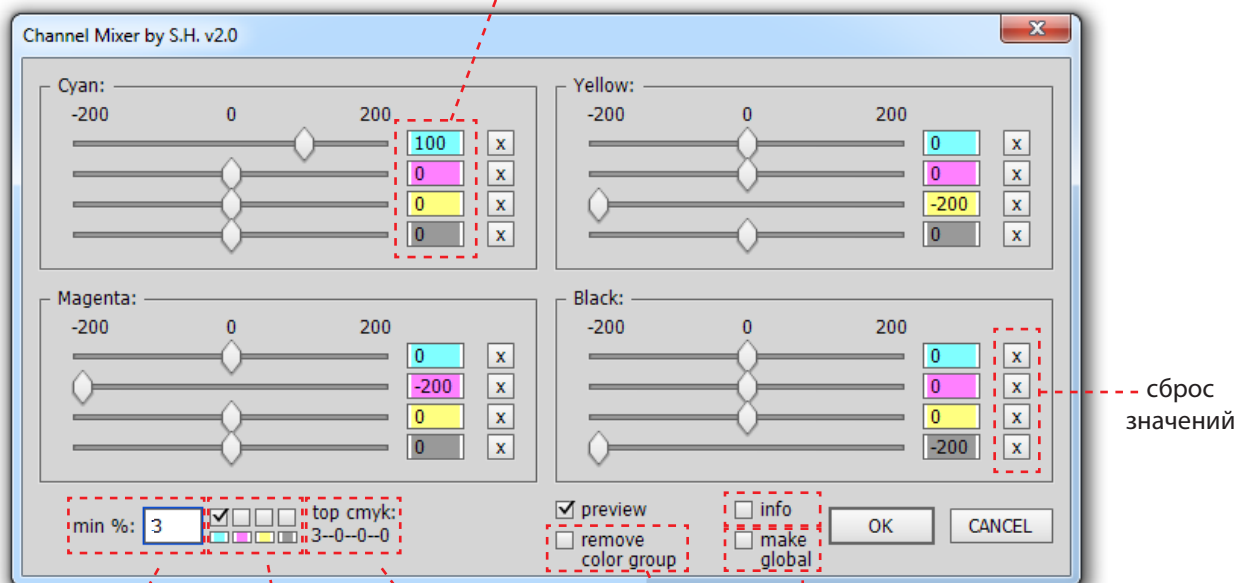 Channel Mixer by S.H. v2.0
x
Cyan:
-200 0 200
100 x
0 x
0 x
0 x
Yellow:
-200 0 200
0 x
0 x
-200 x
0 x
Magenta:
-200 0 200
0 x
-200 x
0 x
0 x
Black:
-200 0 200
0 x
0 x
0 x
-200 x
сброс
значений
min %: 3
top cmyk:
3--0--0--0
preview
remove
color group
info
make
global
OK
CANCEL